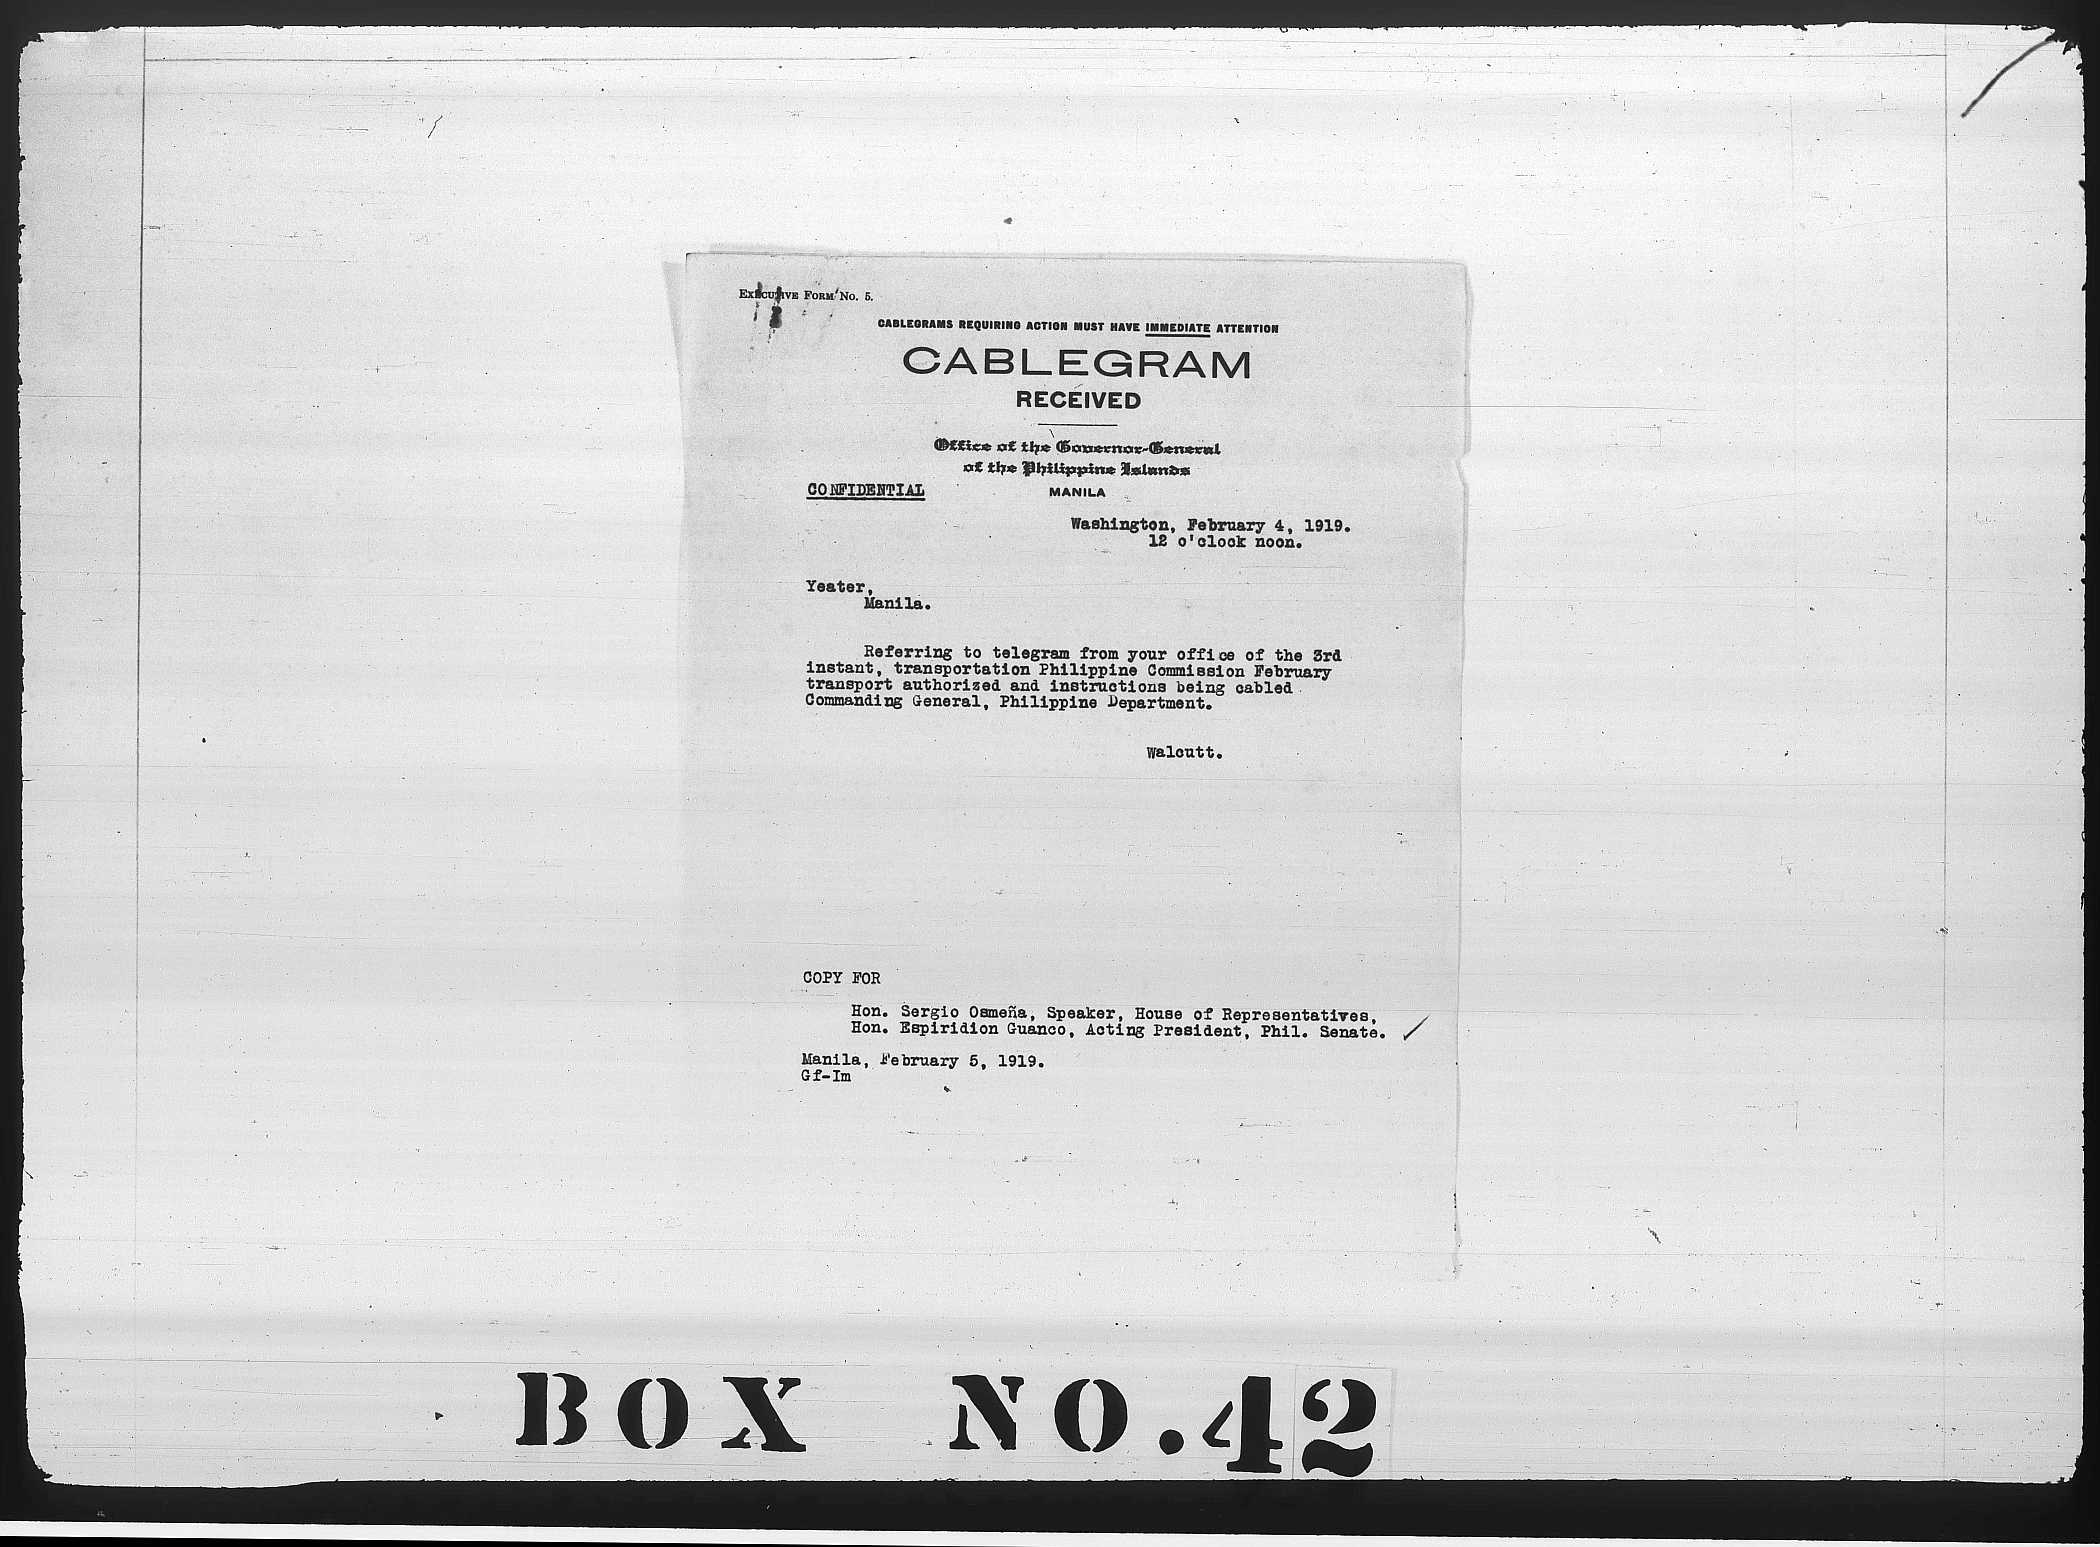 EXECUTIVE FORM No. 5.
CABLEGRAMS REQUIRING ACTION MUST HAVE IMMEDIATE ATTENTION
CABLEGRAM
RECEIVED
Office of the Governor-General
of the Philippine Islands
CONFIDENTIAL
MANILA
Washington, February 4, 1919.
12 o'clock noon.
Yeater,
Manila.
Referring to telegram from your office of the 3rd
instant, transportation Philippine Commission February
transport authorized and instructions being cabled
Commanding General, Philippine Department.
Walcutt.
COPY FOR
Hon. Sergio Osmeña, Speaker, House of Representatives,
Hon. Espiridion Guanco, Acting President, Phil. Senate.
Manila, February 5, 1919.
Gf-Im
BOX NO. 42